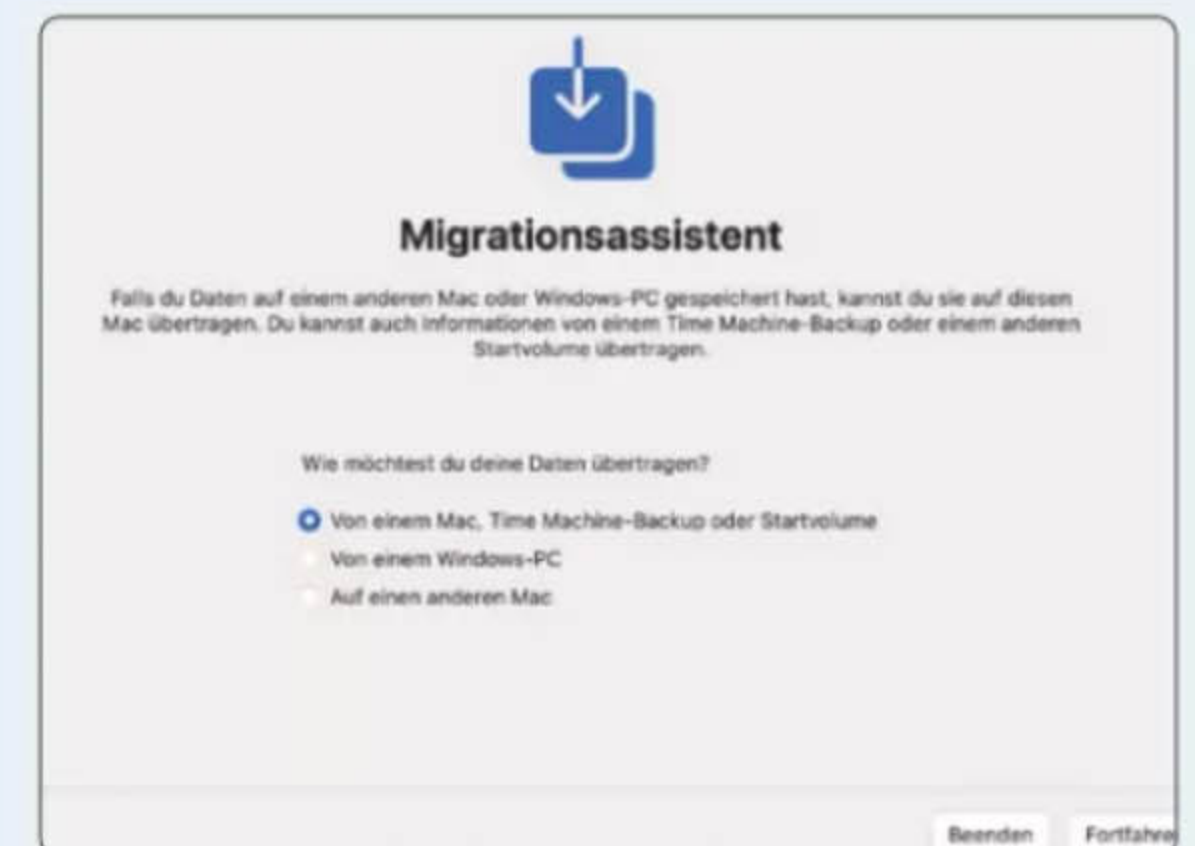 Migrationsassistent
Falls du Daten auf einem anderen Mac oder Windows-PC gespeichert hast, kannst du sie auf diesen
Mac übertragen. Du kannst auch Informationen von einem Time Machine-Backup oder einem anderen
Startvolume übertragen.
Wie möchtest du deine Daten übertragen?
Von einem Mac, Time Machine-Backup oder Startvolume
Von einem Windows-PC
Auf einen anderen Mac
Beenden Fortfahre